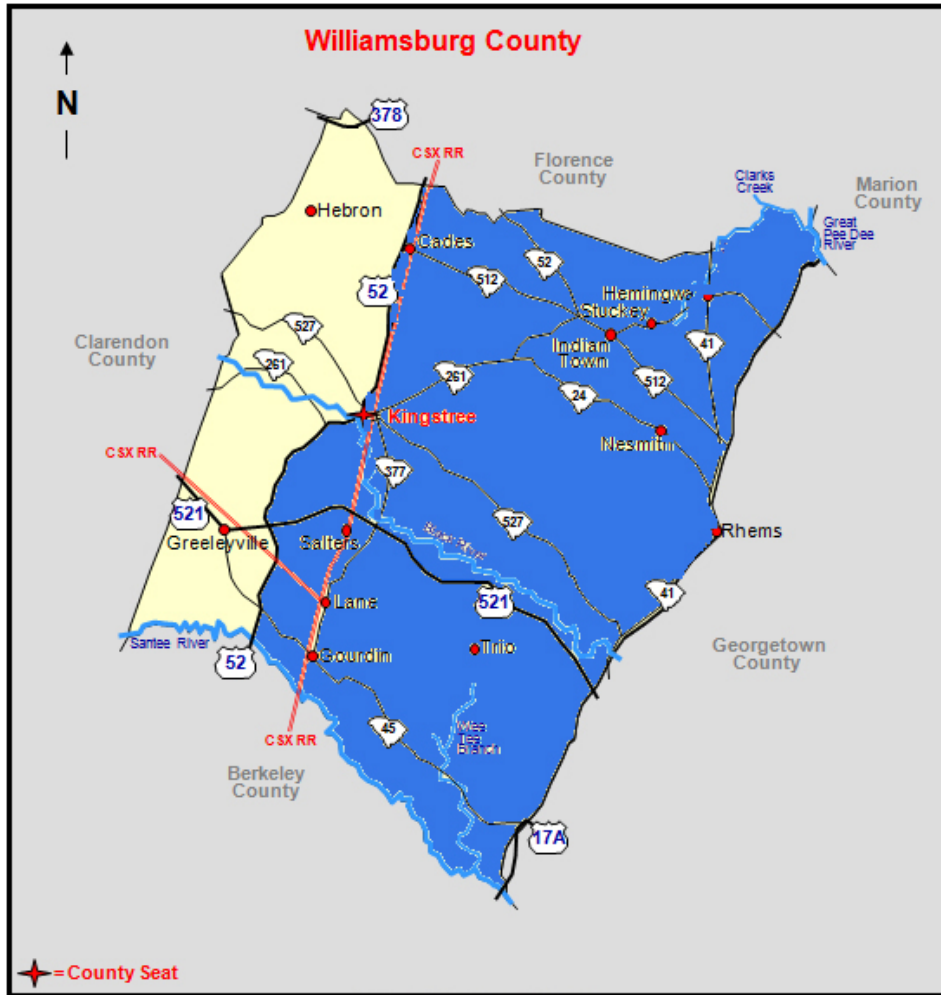 Williamsburg County
N
378
CSX RR
Florence
County
Clarks
Creek
Marion
County
Great
Pee Dee
River
Hebron
Cades
52
52
512
Stuckey
Indian
Town
41
527
Clarendon
County
261
261
24
512
Kingstree
Nesmith
CSX RR
377
521
Greeleyville
Salters
527
Rhems
Lane
521
41
Santee River
52
Gourdin
Trio
Georgetown
County
45
Branch
CSX RR
Berkeley
County
17A
= County Seat